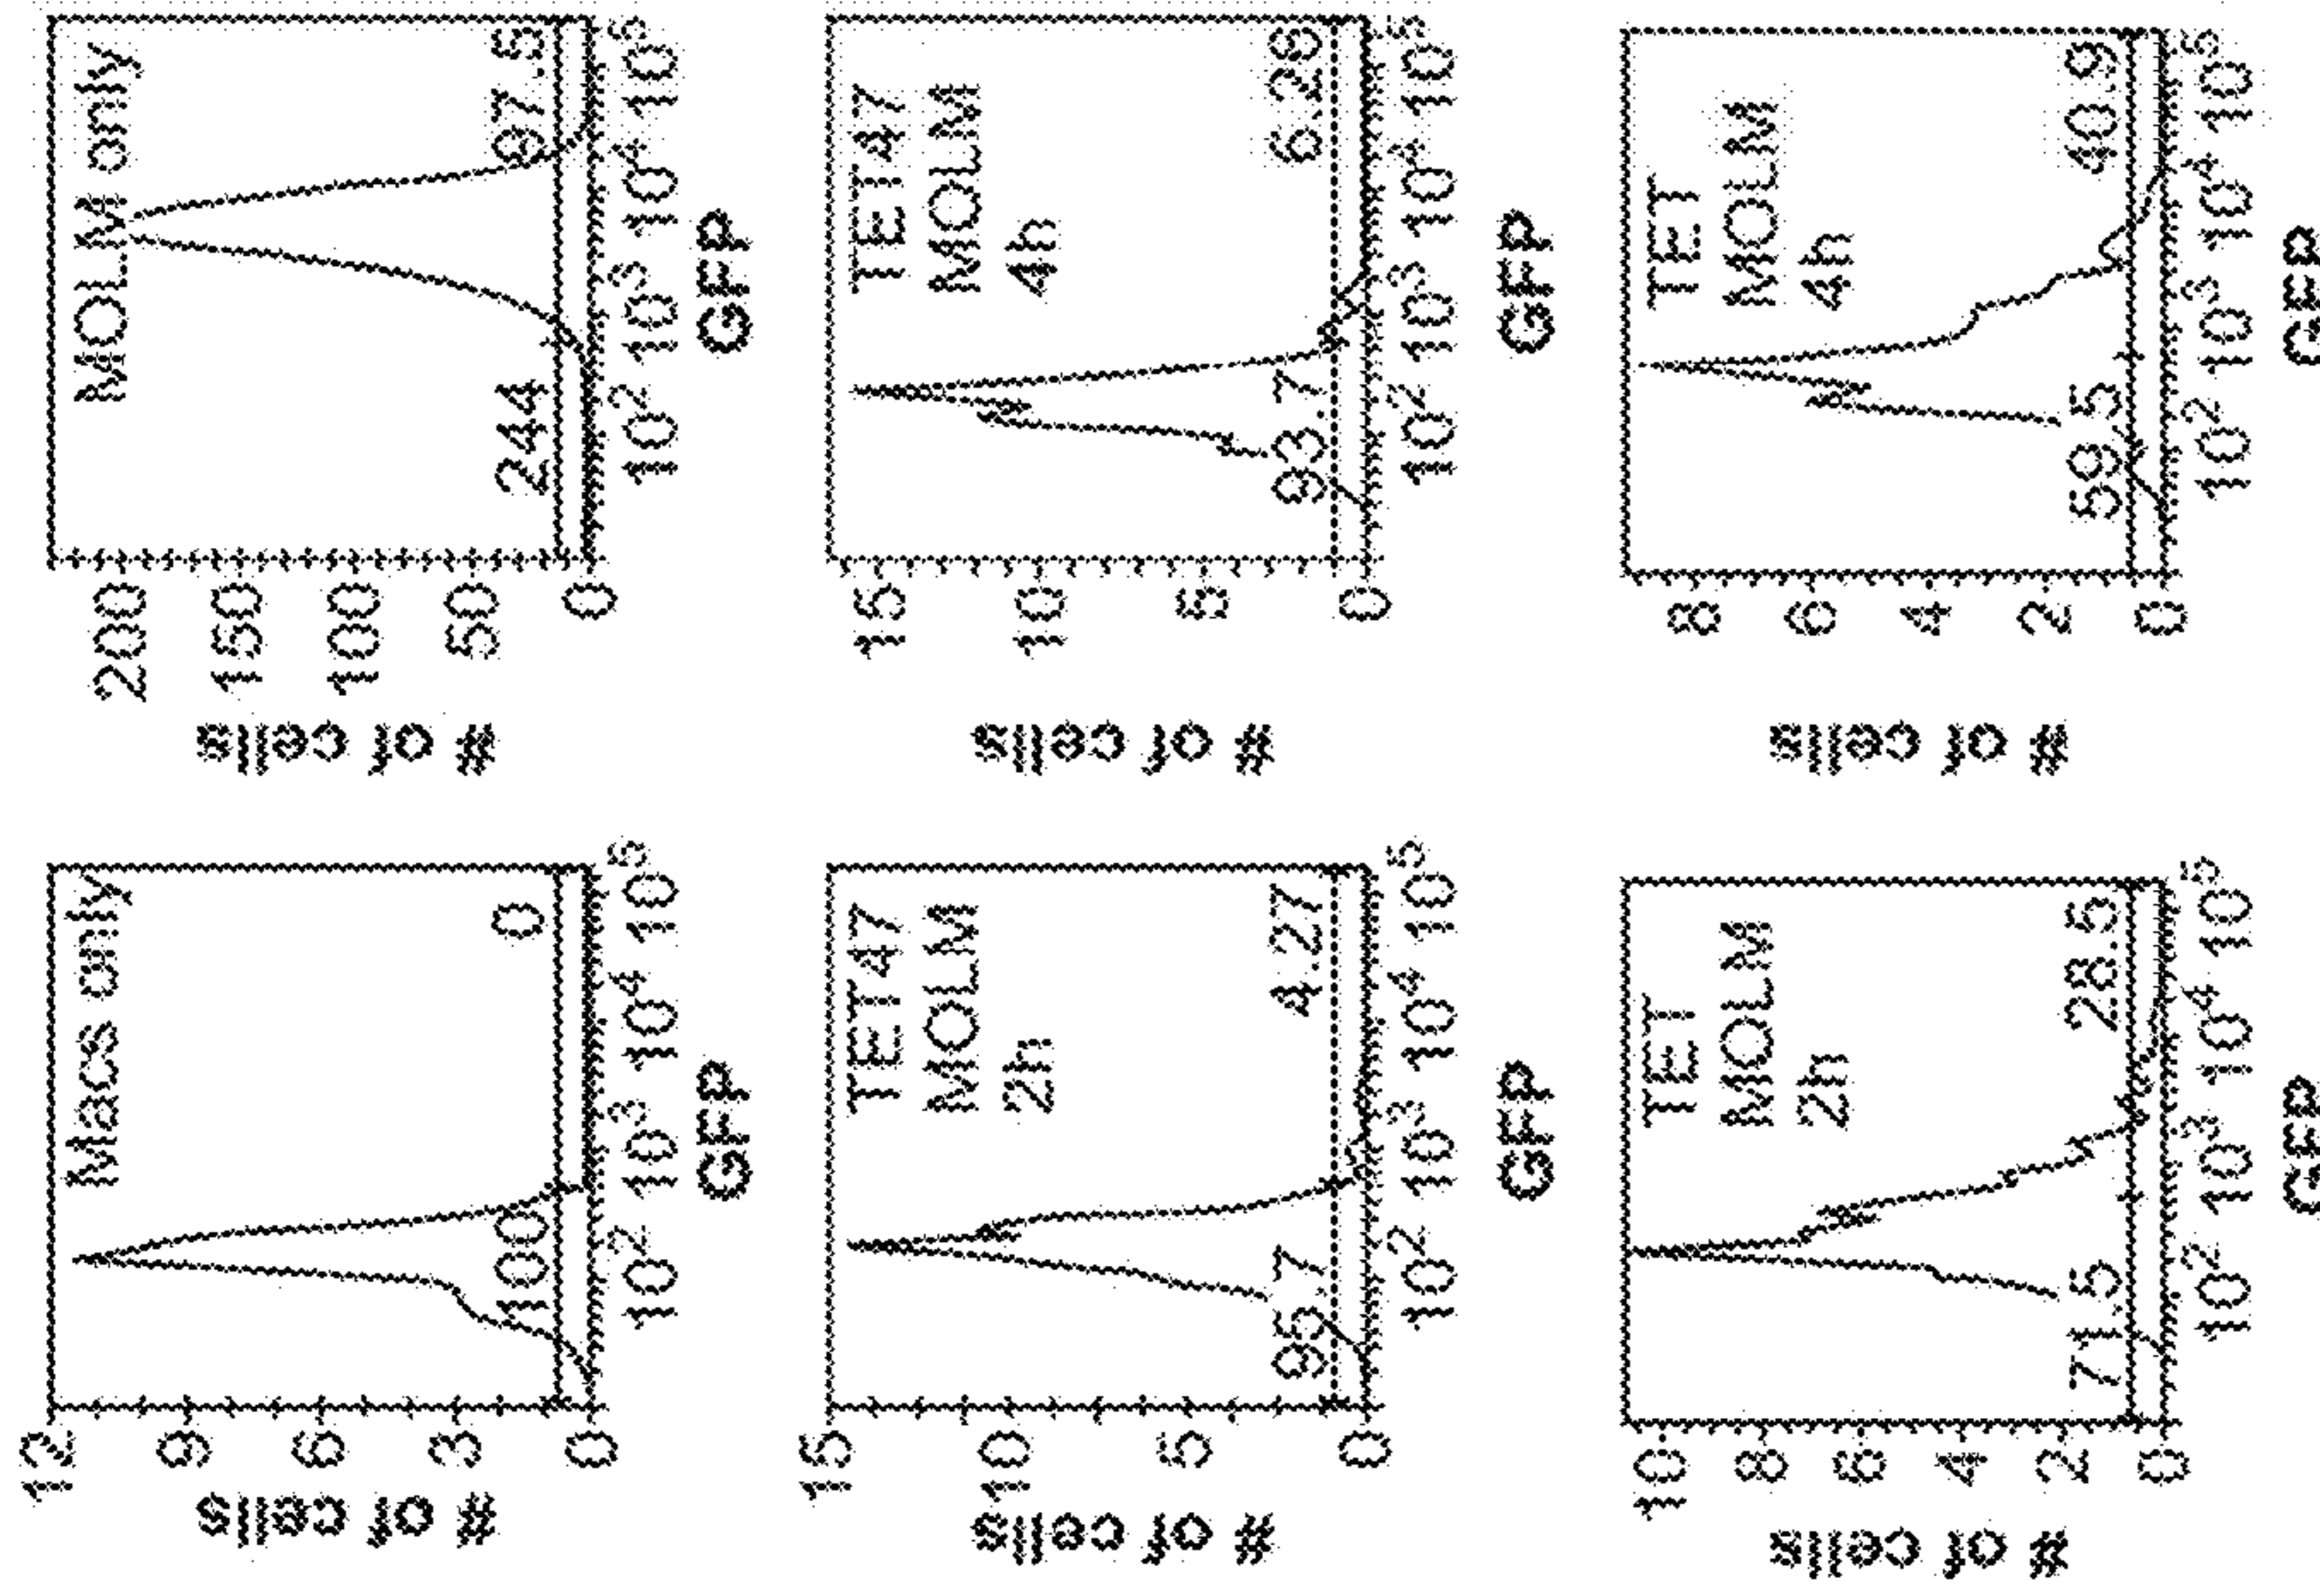 Macs only
# of cells
12
9
6
3
0
100
0
10² 10³ 10⁴ 10⁵
GFP
MOLM only
# of cells
200
150
100
50
0
244
97.5
10² 10³ 10⁴ 10⁵
GFP
TET47
MOLM
2h
# of cells
15
10
5
0
95.7
4.27
10² 10³ 10⁴ 10⁵
GFP
TET47
MOLM
4h
# of cells
15
10
5
0
93.7
6.28
10² 10³ 10⁴ 10⁵
GFP
TET
MOLM
2h
# of cells
10
8
6
4
2
0
71.5
28.5
10² 10³ 10⁴ 10⁵
GFP
TET
MOLM
4h
# of cells
8
6
4
2
0
59.5
40.9
10² 10³ 10⁴ 10⁵
GFP